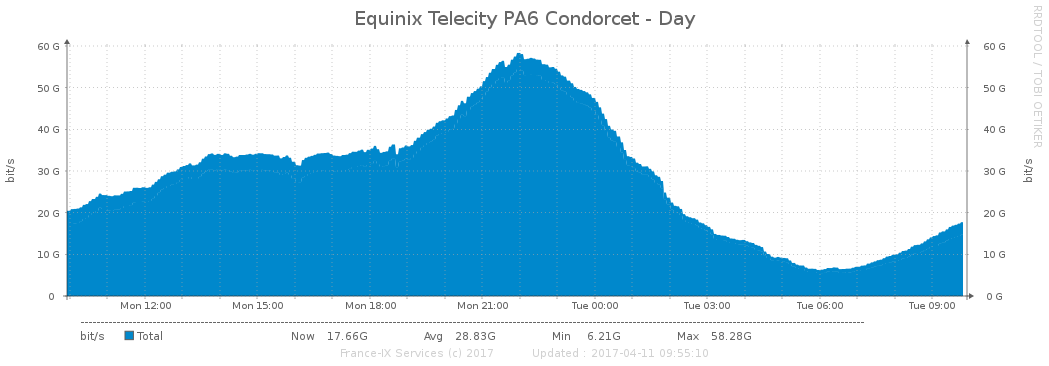 Equinix Telecity PA6 Condorcet - Day
RRDTOOL / TOBI OETIKER
60 G 60 G
50 G 50 G
40 G 40 G
30 G 30 G
20 G 20 G
10 G 10 G
0 0 G
bit/s bit/s
Mon 12:00 Mon 15:00 Mon 18:00 Mon 21:00 Tue 00:00 Tue 03:00 Tue 06:00 Tue 09:00
bit/s Total Now 17.66G Avg 28.83G Min 6.21G Max 58.28G
France-IX Services (c) 2017 Updated : 2017-04-11 09:55:10